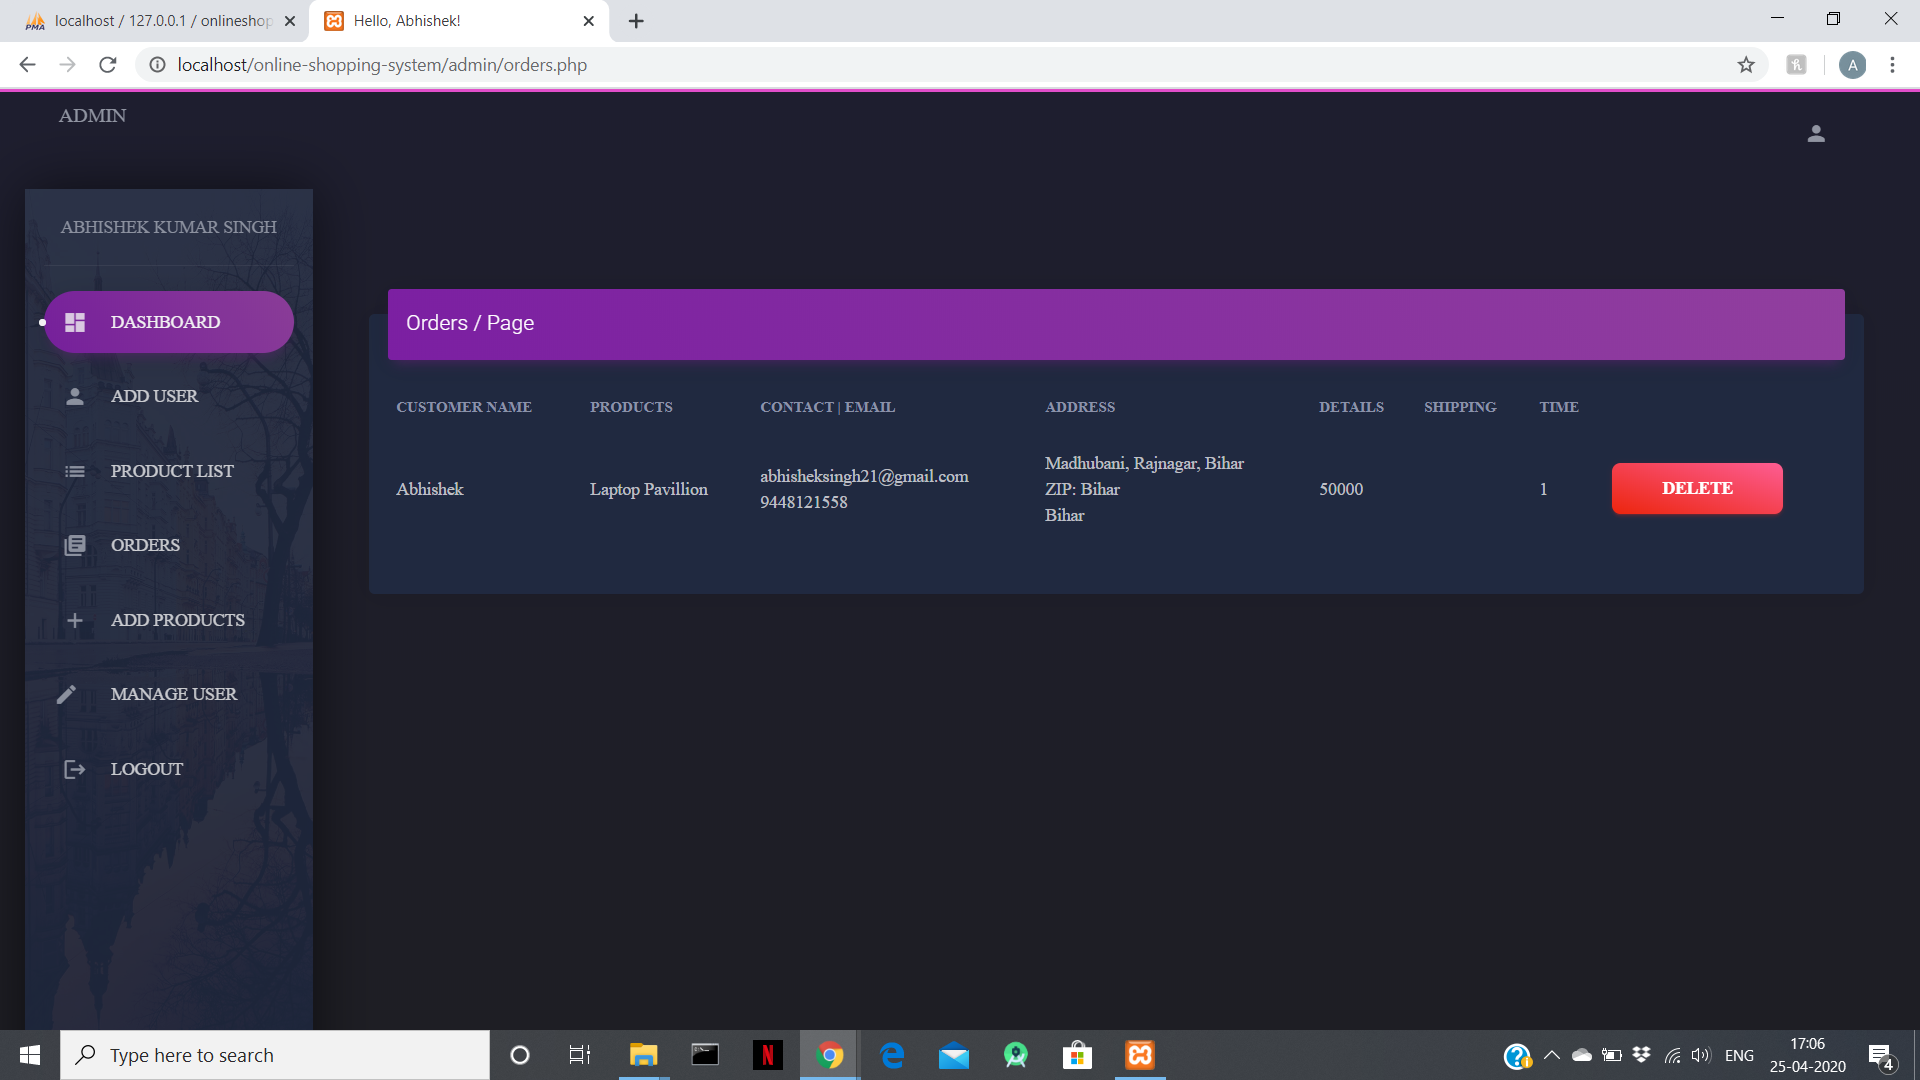 localhost / 127.0.0.1 / onlineshop
Hello, Abhishek!
localhost/online-shopping-system/admin/orders.php
A
ADMIN
ABHISHEK KUMAR SINGH
DASHBOARD
ADD USER
PRODUCT LIST
ORDERS
ADD PRODUCTS
MANAGE USER
LOGOUT
Orders / Page
CUSTOMER NAME PRODUCTS CONTACT | EMAIL ADDRESS DETAILS SHIPPING TIME
Abhishek Laptop Pavillion abhisheksingh21@gmail.com
9448121558 Madhubani, Rajnagar, Bihar
ZIP: Bihar
Bihar 50000 1 DELETE
Type here to search
ENG
17:06
25-04-2020
4